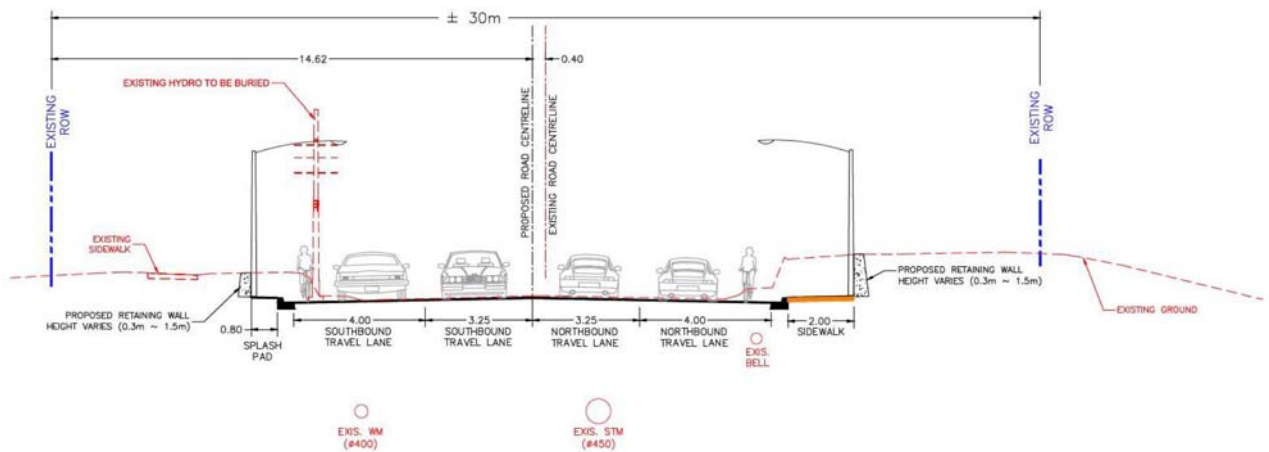 ± 30m
14.62
0.40
EXISTING HYDRO TO BE BURIED
EXISTING
ROW
PROPOSED ROAD CENTRELINE
EXISTING ROAD CENTRELINE
EXISTING
ROW
EXISTING
SIDEWALK
PROPOSED RETAINING WALL
HEIGHT VARIES (0.3m ~ 1.5m)
PROPOSED RETAINING WALL
HEIGHT VARIES (0.3m ~ 1.5m)
EXISTING GROUND
0.80
SPLASH
PAD
4.00
SOUTHBOUND
TRAVEL LANE
3.25
SOUTHBOUND
TRAVEL LANE
3.25
NORTHBOUND
TRAVEL LANE
4.00
NORTHBOUND
TRAVEL LANE
2.00
SIDEWALK
EXIS.
BELL
EXIS. WM
(ø400)
EXIS. STM
(ø450)